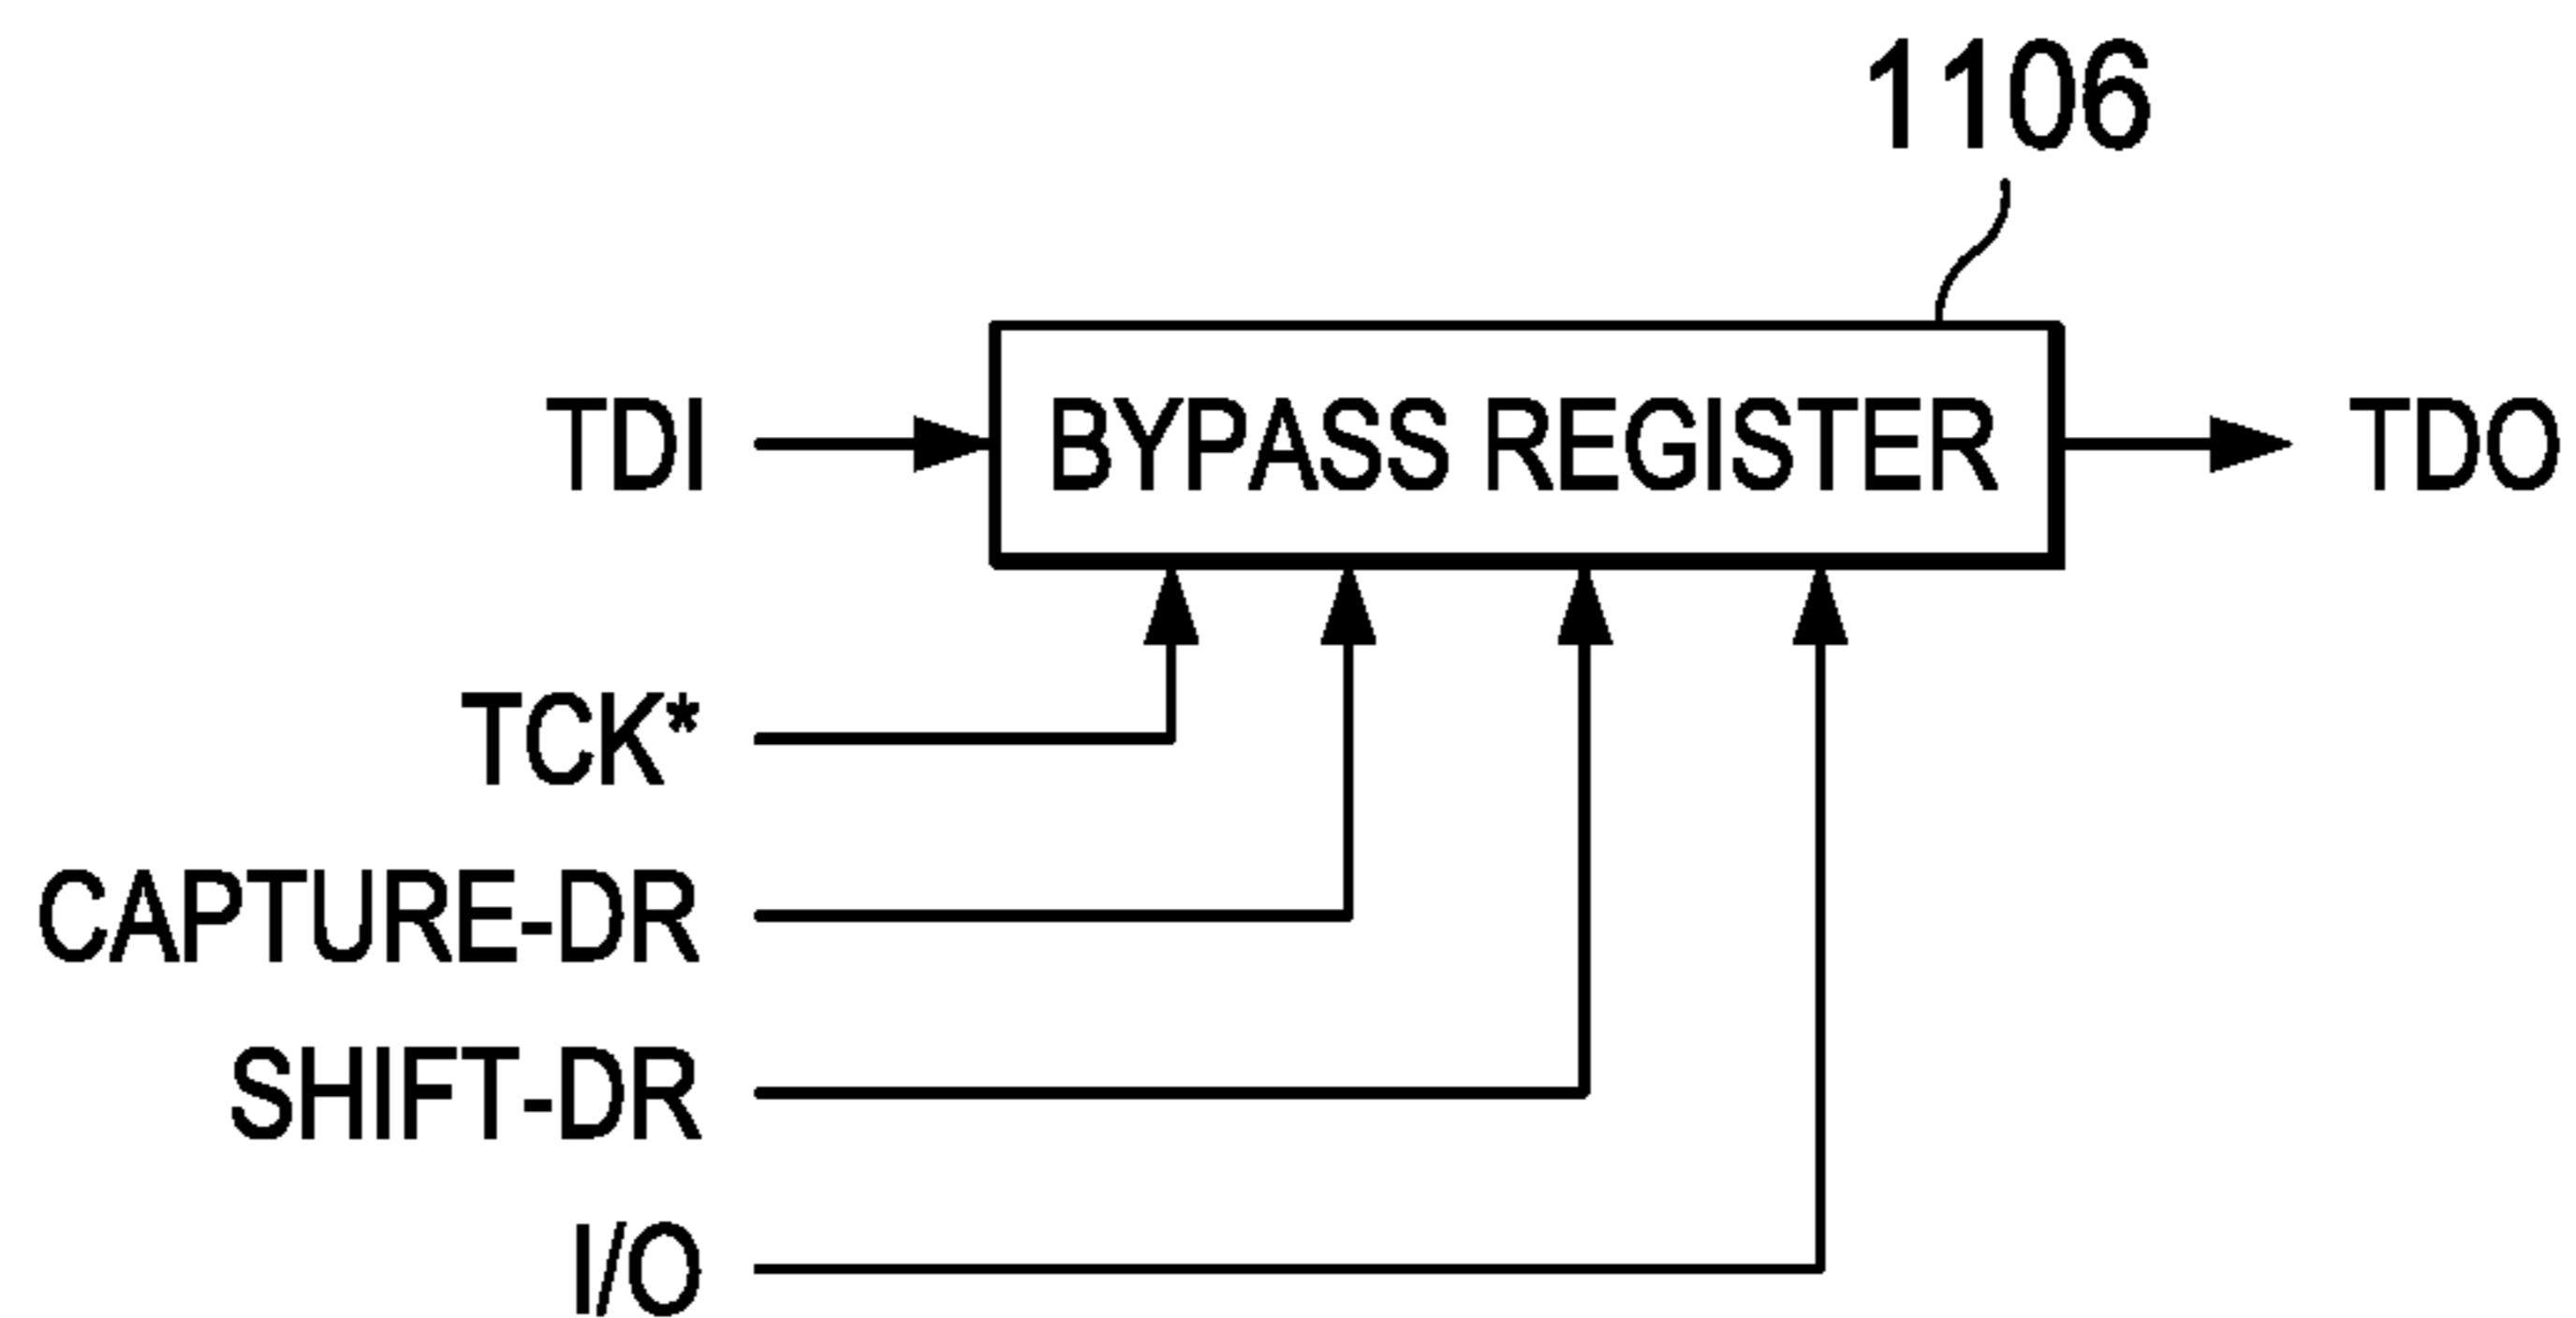 1106
TDI BYPASS REGISTER TDO
TCK*
CAPTURE-DR
SHIFT-DR
I/O